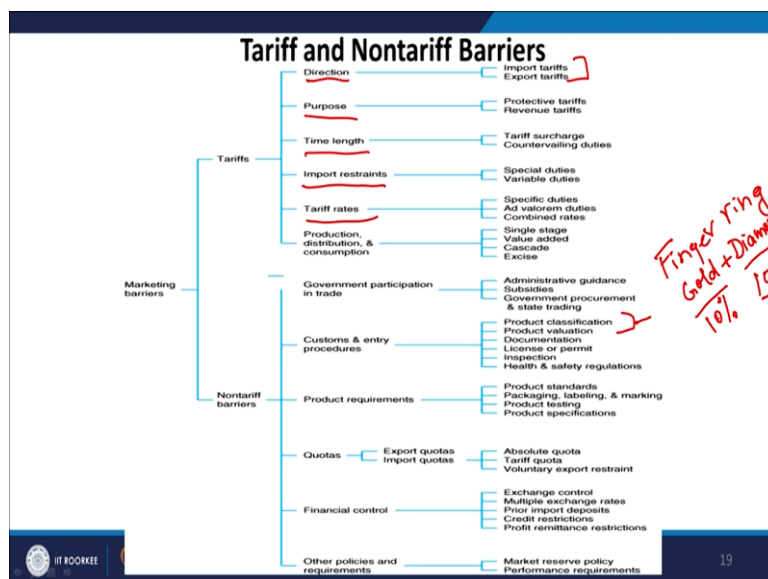 Tariff and Nontariff Barriers
Direction
Import tariffs
Export tariffs
Purpose
Protective tariffs
Revenue tariffs
Time length
Tariff surcharge
Countervailing duties
Tariffs
Import restraints
Special duties
Variable duties
Tariff rates
Specific duties
Ad valorem duties
Combined rates
Production,
distribution, &
consumption
Single stage
Value added
Cascade
Excise
Finger ring
Gold + Diam
10%
Marketing
barriers
Government participation
in trade
Administrative guidance
Subsidies
Government procurement
& state trading
Customs & entry
procedures
Product classification
Product valuation
Documentation
License or permit
Inspection
Health & safety regulations
Nontariff
barriers
Product requirements
Product standards
Packaging, labeling, & marking
Product testing
Product specifications
Quotas
Export quotas
Import quotas
Absolute quota
Tariff quota
Voluntary export restraint
Financial control
Exchange control
Multiple exchange rates
Prior import deposits
Credit restrictions
Profit remittance restrictions
Other policies and
requirements
Market reserve policy
Performance requirements
IIT ROORKEE
19